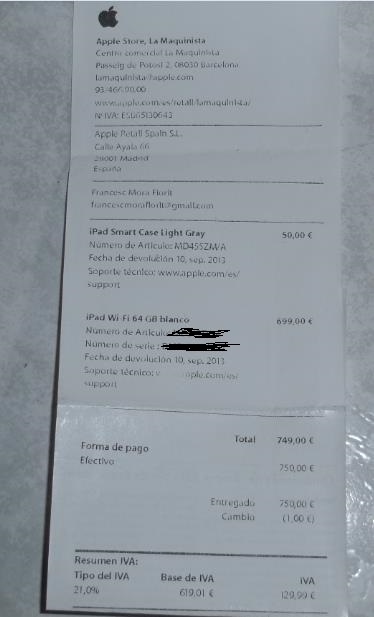 Apple Store, La Maquinista
Centro comercial La Maquinista
Passeig de Potosí 2, 08030 Barcelona
lamaquinista@apple.com
93/466.00.00
www.apple.com/es/retail/lamaquinista/
Nº IVA:
Apple Retail Spain S.L.
Calle Ayala 66
28001 Madrid
España
Francesc Mora Florit
francescmoraflorit@gmail.com
iPad Smart Case Light Gray 50,00 €
Número de Artículo: MD455ZM/A
Fecha de devolución 10, sep. 2013
Soporte técnico: www.apple.com/es/
support
iPad Wi-Fi 64 GB blanco 699,00 €
Número de Artículo
Número de serie :
Fecha de devolución 10, sep. 2013
Soporte técnico: pple.com/es/
support
Forma de pago Total 749,00 €
Efectivo 750,00 €
Entregado 750,00 €
Cambio (1,00 €)
Resumen IVA:
Tipo del IVA Base de IVA IVA
21,0% 619,01 € 129,99 €